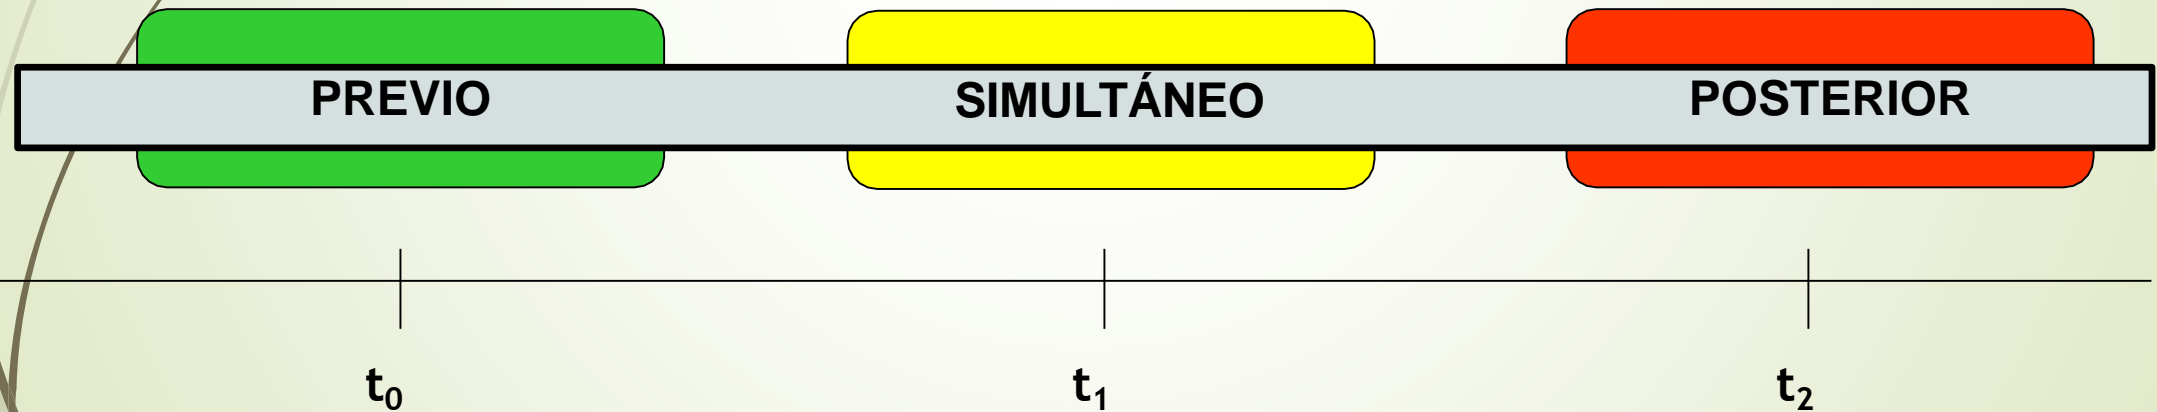 PREVIO SIMULTÁNEO POSTERIOR
t₀ t₁ t₂